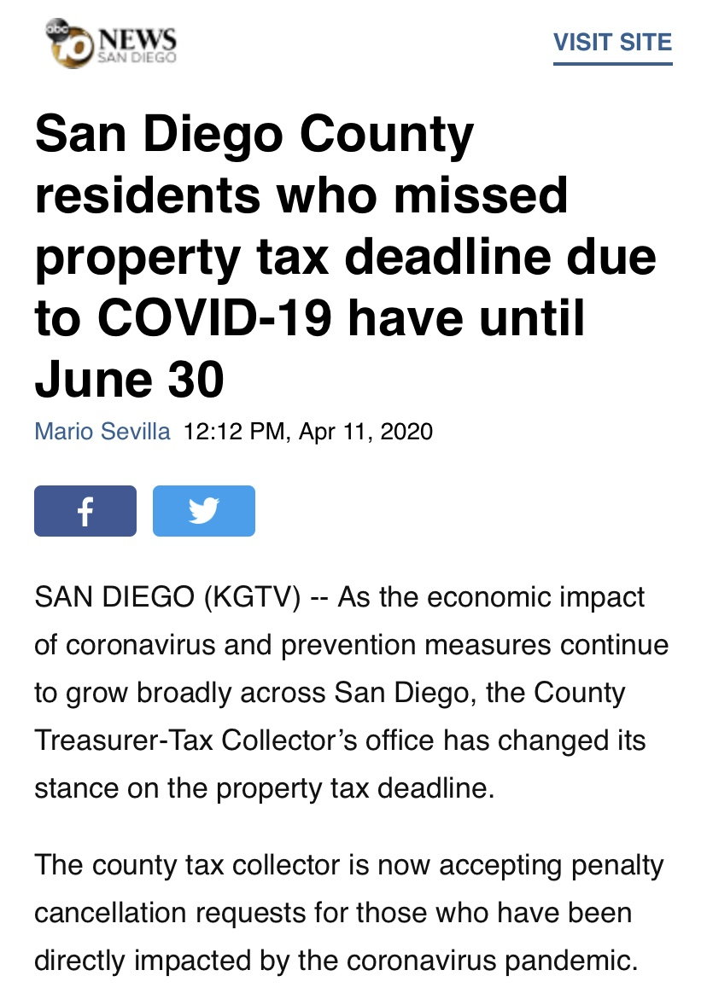 abc
10 NEWS
SAN DIEGO
VISIT SITE
San Diego County
residents who missed
property tax deadline due
to COVID-19 have until
June 30
Mario Sevilla 12:12 PM, Apr 11, 2020
SAN DIEGO (KGTV) -- As the economic impact
of coronavirus and prevention measures continue
to grow broadly across San Diego, the County
Treasurer-Tax Collector’s office has changed its
stance on the property tax deadline.
The county tax collector is now accepting penalty
cancellation requests for those who have been
directly impacted by the coronavirus pandemic.